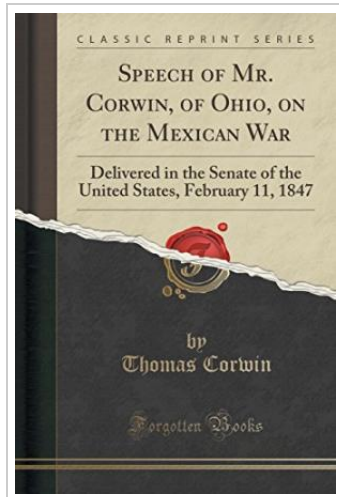 CLASSIC REPRINT SERIES
SPEECH OF MR.
CORWIN, OF OHIO, ON
THE MEXICAN WAR
Delivered in the Senate of the
United States, February 11, 1847
by
Thomas Corwin
Forgotten Books